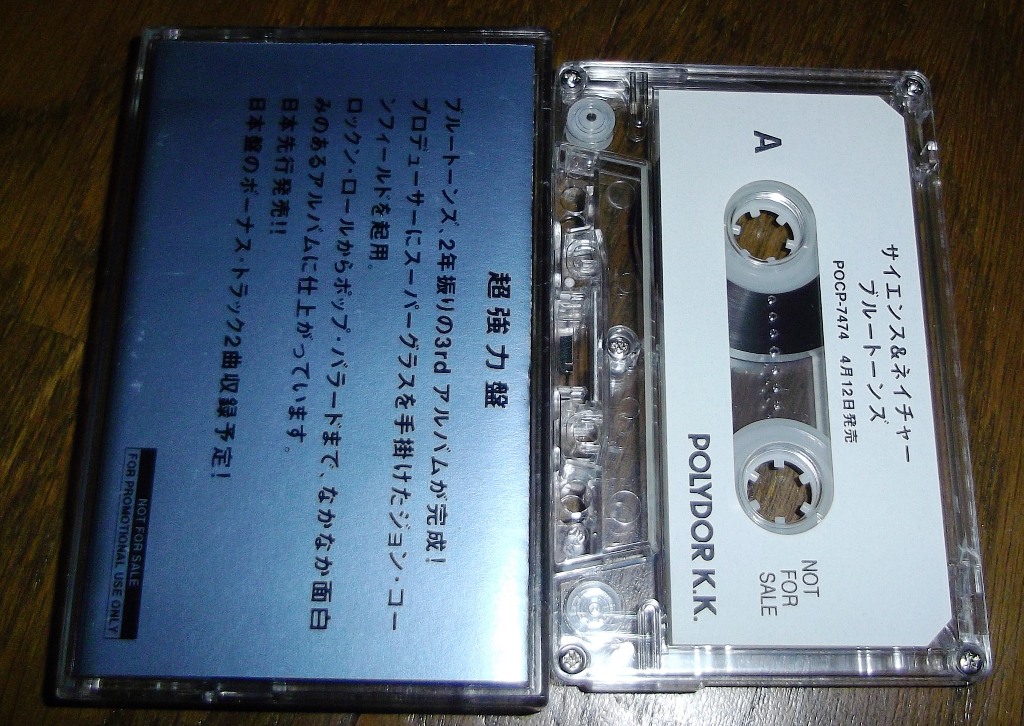 超強力盤
ブルートーンズ、2年振りの3rd アルバムが完成!
プロデューサーにスーパーグラスを手掛けたジョン・コー
ンフィールドを起用。
ロックン・ロールからポップ・バラードまで、なかなか面白
みのあるアルバムに仕上がっています。
日本先行発売!!
日本盤のボーナス・トラック2曲収録予定!
NOT FOR SALE
FOR PROMOTIONAL USE ONLY
サイエンス&ネイチャー
ブルートーンズ
POCP-7474 4月12日発売
A
NOT
FOR
SALE
POLYDOR K.K.